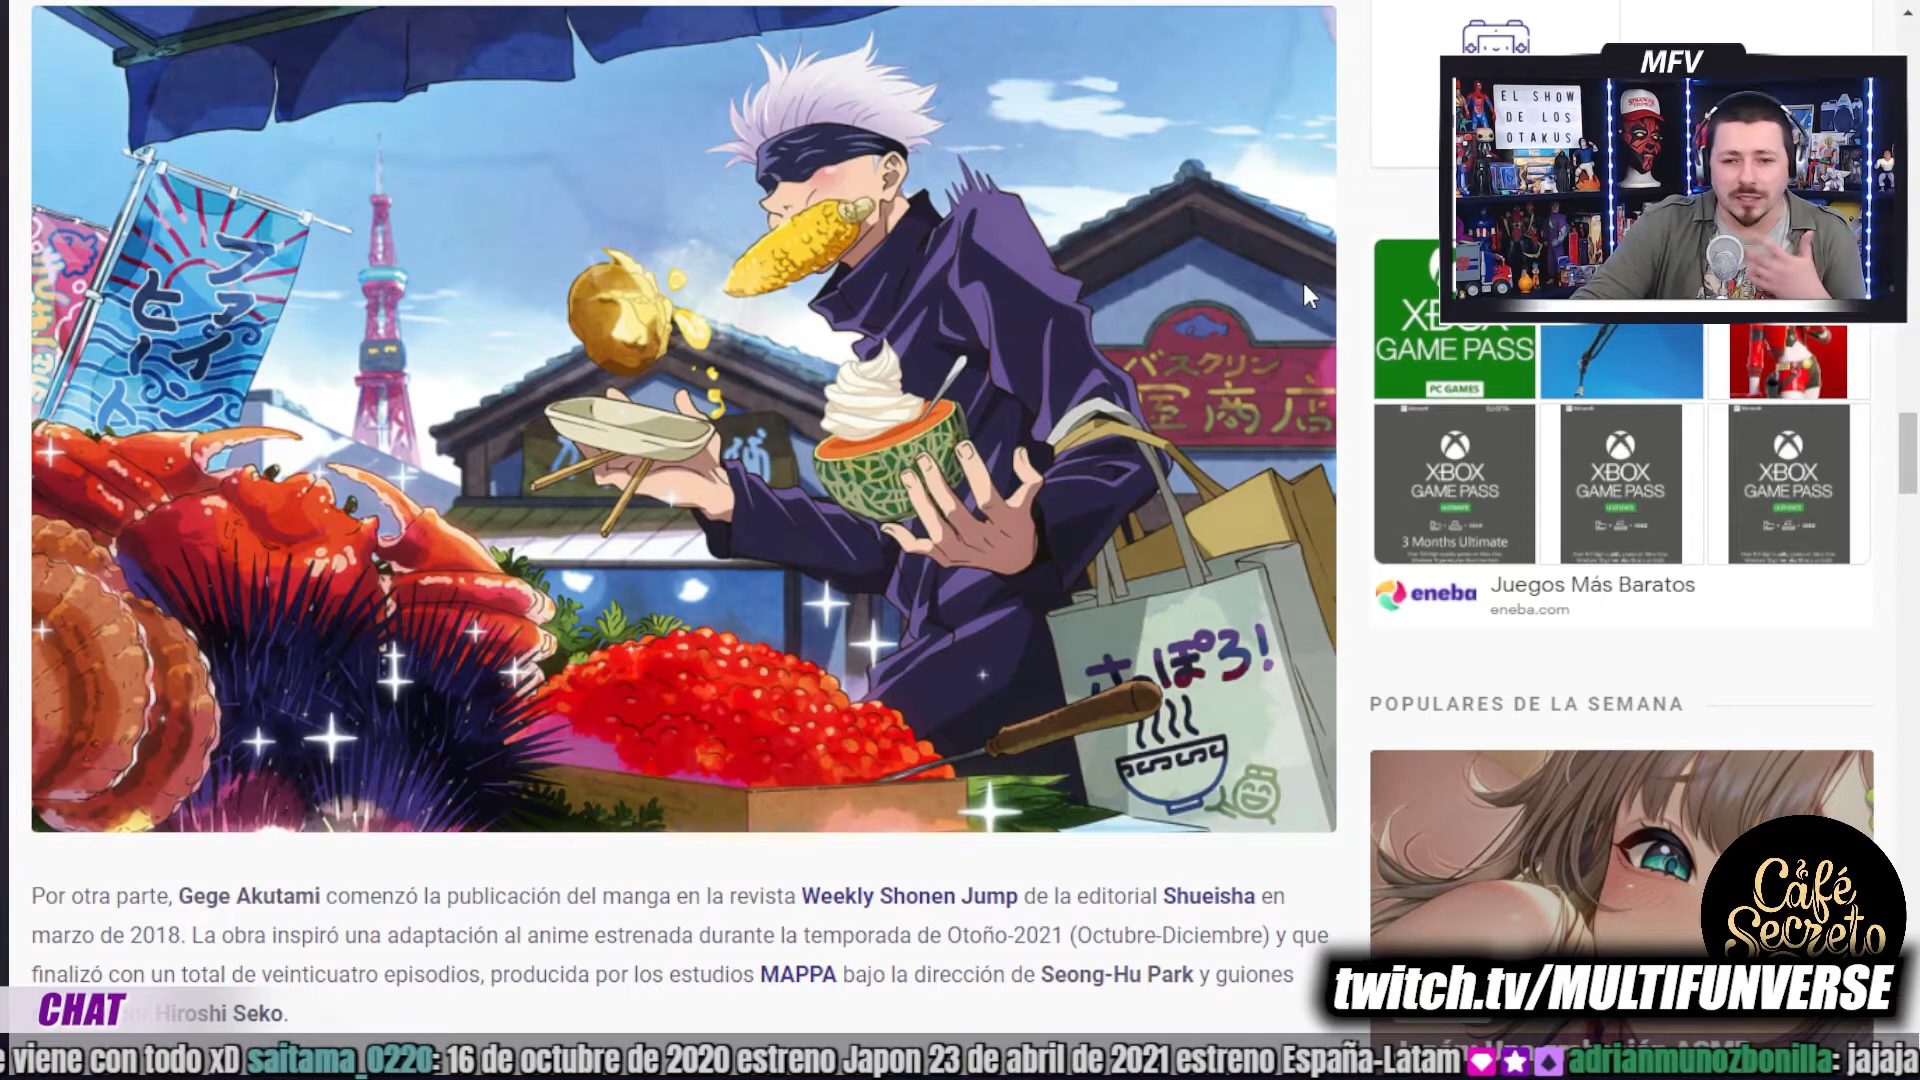 MFV
EL SHOW
DE LOS
OTAKUS
ファイン
ヒー
バスクリン
商店
さっぽろ!
XBOX
GAME PASS
PC GAMES
XBOX
GAME PASS
ULTIMATE
3 Months Ultimate
XBOX
GAME PASS
ULTIMATE
XBOX
GAME PASS
ULTIMATE
eneba
Juegos Más Baratos
eneba.com
POPULARES DE LA SEMANA
Por otra parte, Gege Akutami comenzó la publicación del manga en la revista Weekly Shonen Jump de la editorial Shueisha en
marzo de 2018. La obra inspiró una adaptación al anime estrenada durante la temporada de Otoño-2021 (Octubre-Diciembre) y que
finalizó con un total de veinticuatro episodios, producida por los estudios MAPPA bajo la dirección de Seong-Hu Park y guiones
Hiroshi Seko.
Café
Secreto
twitch.tv/MULTIFUNVERSE
CHAT
e viene con todo xD saitama_0220: 16 de octubre de 2020 estreno Japon 23 de abril de 2021 estreno España-Latam adrianmunozbonilla: jajaja